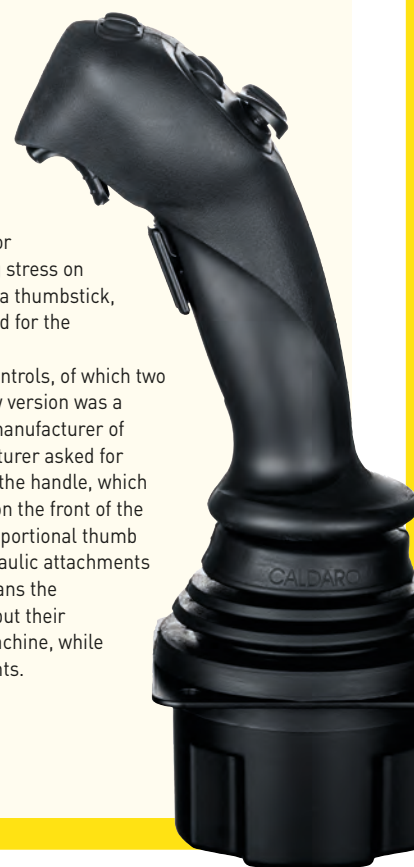 or
stress on
a thumbstick,
d for the
ntrols, of which two
version was a
manufacturer of
turer asked for
the handle, which
on the front of the
portional thumb
aulic attachments
ans the
out their
achine, while
nts.
CALDARO